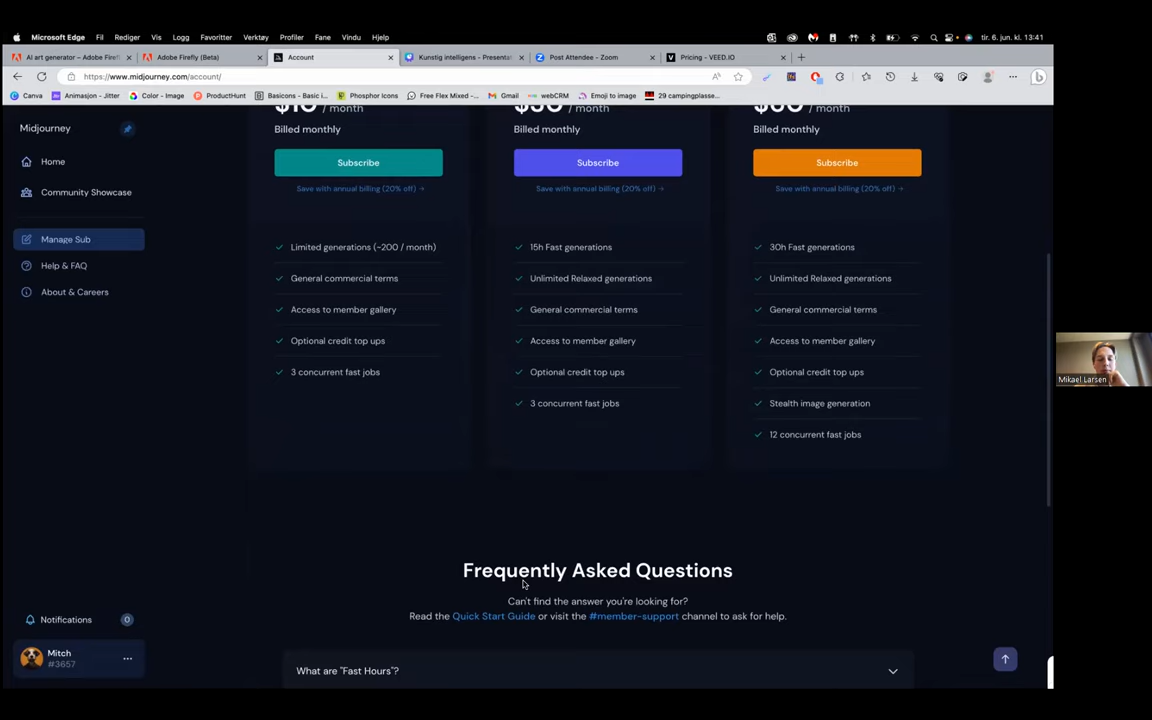 Microsoft Edge Fil Rediger Vis Logg Favoritter Verktøy Profiler Fane Vindu Hjelp tir. 6. jun. kl. 13:41
AI art generator – Adobe Firefl Adobe Firefly (Beta) Account Kunstig intelligens - Presentat Post Attendee - Zoom Pricing - VEED.IO
https://www.midjourney.com/account/
Canva Animasjon - Jitter Color - Image ProductHunt Basicons - Basic i... Phosphor Icons Free Flex Mixed –... Gmail webCRM Emoji to image 29 campingplasse...
Midjourney
Home
Community Showcase
Manage Sub
Help & FAQ
About & Careers
Notifications 0
Mitch
#3657
$10 / month
Billed monthly
Subscribe
Save with annual billing (20% off) →
Limited generations (~200 / month)
General commercial terms
Access to member gallery
Optional credit top ups
3 concurrent fast jobs
$30 / month
Billed monthly
Subscribe
Save with annual billing (20% off) →
15h Fast generations
Unlimited Relaxed generations
General commercial terms
Access to member gallery
Optional credit top ups
3 concurrent fast jobs
$60 / month
Billed monthly
Subscribe
Save with annual billing (20% off) →
30h Fast generations
Unlimited Relaxed generations
General commercial terms
Access to member gallery
Optional credit top ups
Stealth image generation
12 concurrent fast jobs
Frequently Asked Questions
Can't find the answer you're looking for?
Read the Quick Start Guide or visit the #member-support channel to ask for help.
What are "Fast Hours"?
Mikael Larsen